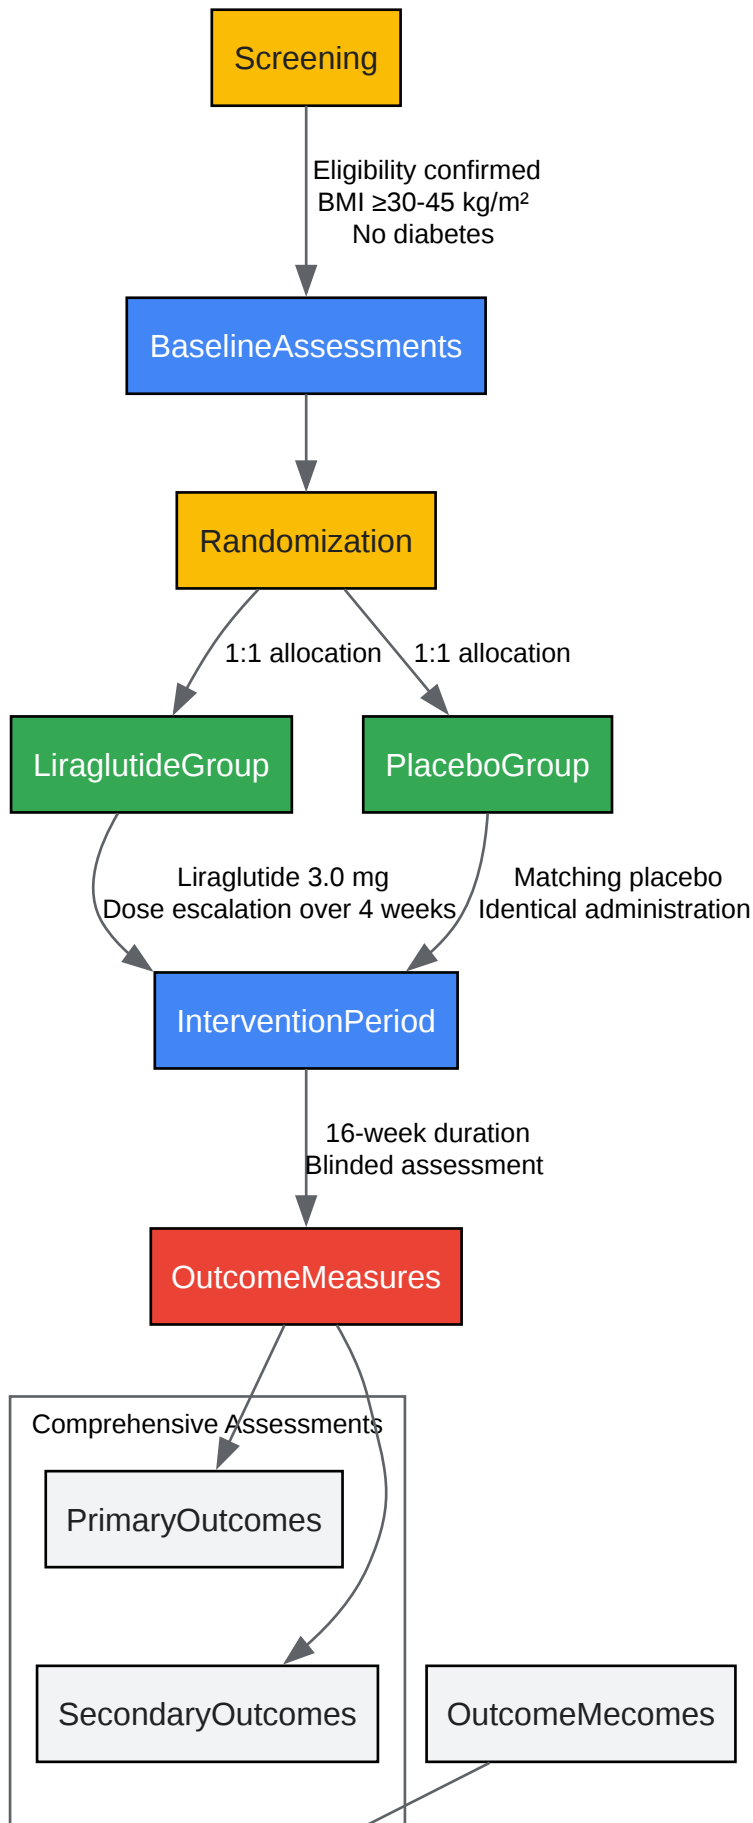 Screening
Eligibility confirmed
BMI ≥30-45 kg/m²
No diabetes
BaselineAssessments
Randomization
1:1 allocation
1:1 allocation
LiraglutideGroup
PlaceboGroup
Liraglutide 3.0 mg
Dose escalation over 4 weeks
Matching placebo
Identical administration
InterventionPeriod
16-week duration
Blinded assessment
OutcomeMeasures
Comprehensive Assessments
PrimaryOutcomes
SecondaryOutcomes
OutcomeMecomes